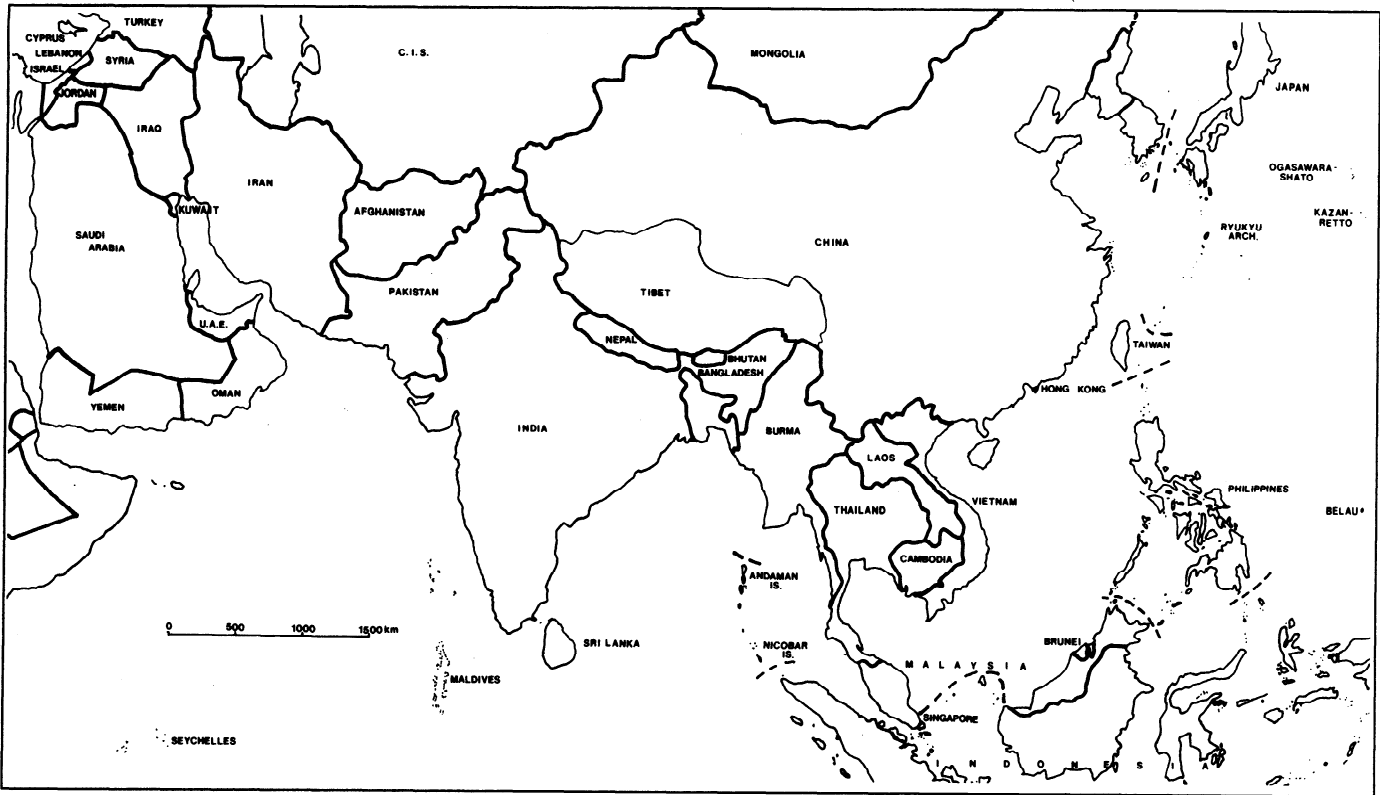 TURKEY
CYPRUS
LEBANON
ISRAEL
SYRIA
JORDAN
IRAQ
C.I.S.
MONGOLIA
JAPAN
IRAN
KUWAIT
AFGHANISTAN
OGASAWARA-
SHATO
KAZAN-
RETTO
RYUKYU
ARCH.
SAUDI
ARABIA
CHINA
PAKISTAN
TIBET
U.A.E.
NEPAL
BHUTAN
BANGLADESH
TAIWAN
HONG KONG
OMAN
YEMEN
INDIA
BURMA
LAOS
PHILIPPINES
VIETNAM
THAILAND
BELAU
CAMBODIA
ANDAMAN
IS.
0 500 1000 1500 km
SRI LANKA
NICOBAR
IS.
BRUNEI
MALAYSIA
MALDIVES
SINGAPORE
SEYCHELLES
INDONESIA